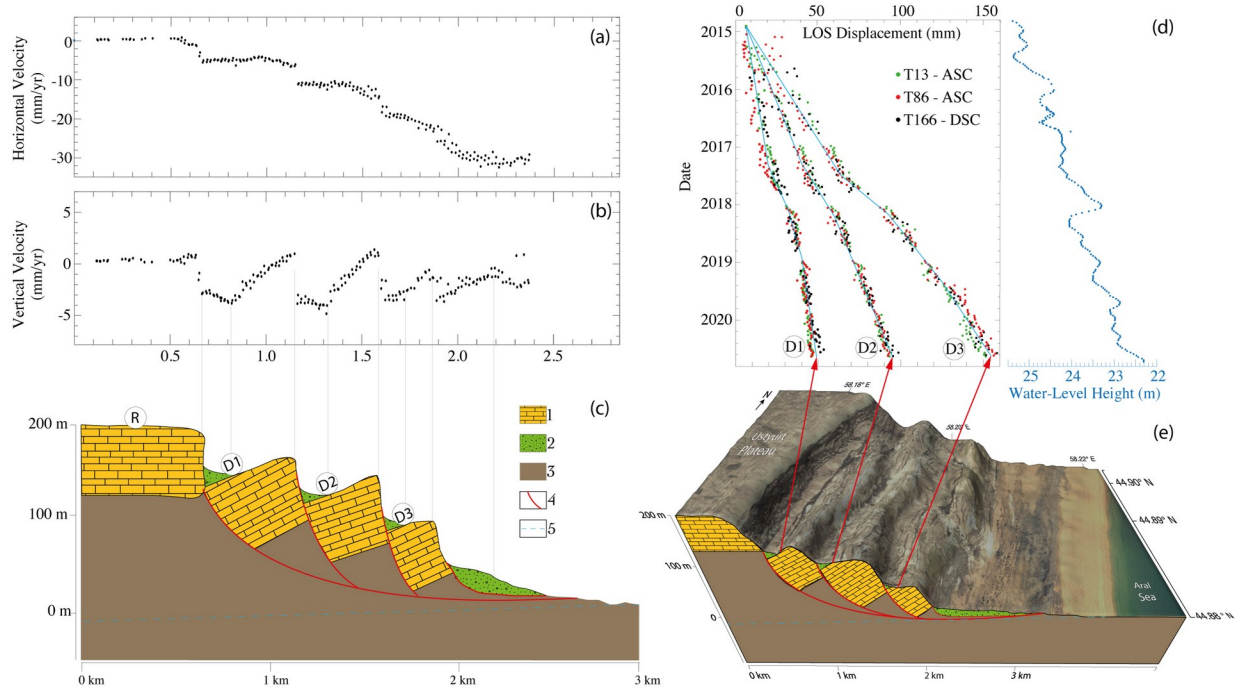 (a)
Horizontal Velocity
(mm/yr)
0
-10
-20
-30
(b)
Vertical Velocity
(mm/yr)
5
0
-5
0.5
1.0
1.5
2.0
2.5
(c)
200 m
100 m
0 m
R
D1
D2
D3
1
2
3
4
5
0 km
1 km
2 km
3 km
(d)
0
50
100
150
LOS Displacement (mm)
T13 - ASC
T86 - ASC
T166 - DSC
Date
2015
2016
2017
2018
2019
2020
D1
D2
D3
25
24
23
22
Water-Level Height (m)
(e)
N
58.18° E
58.20° E
58.22° E
Ustyurt
Plateau
44.90° N
44.89° N
44.88° N
Aral
Sea
200 m
100 m
0
0 km
1 km
2 km
3 km